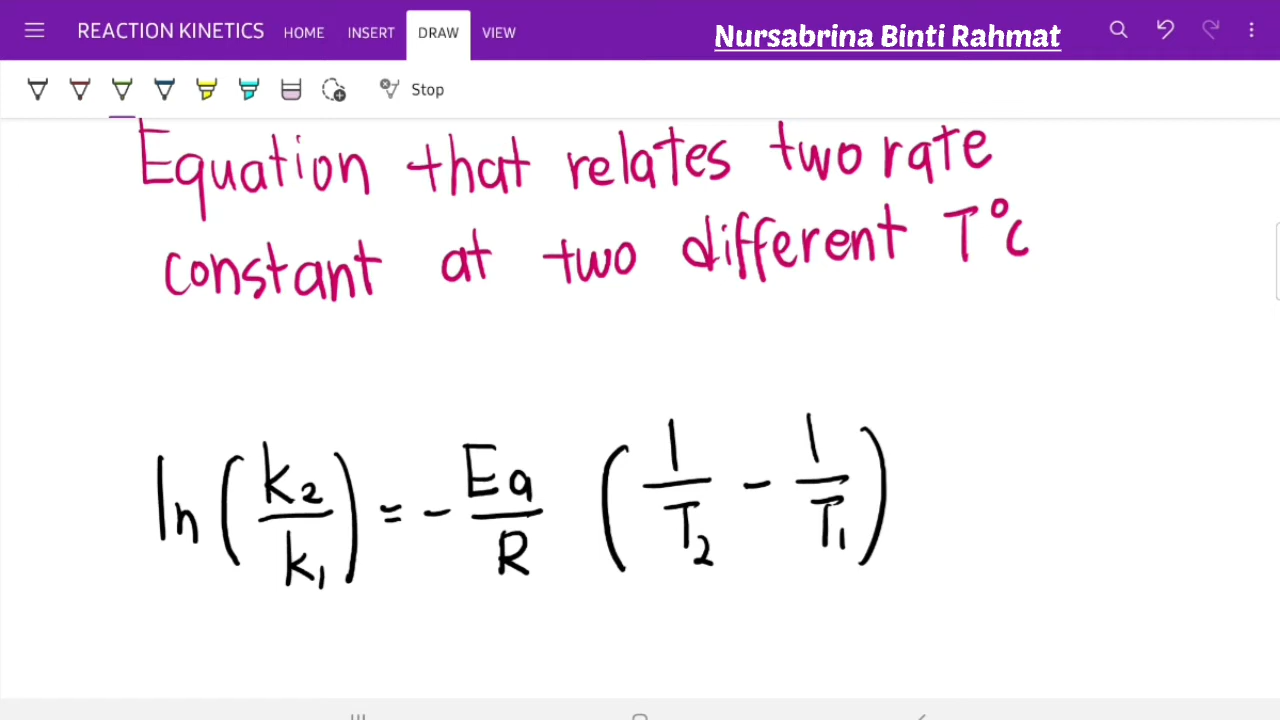 REACTION KINETICS HOME INSERT DRAW VIEW Nursabrina Binti Rahmat
Stop
Equation that relates two rate
constant at two different T°C
ln(k₂/k₁) = - Ea/R (1/T₂ - 1/T₁)